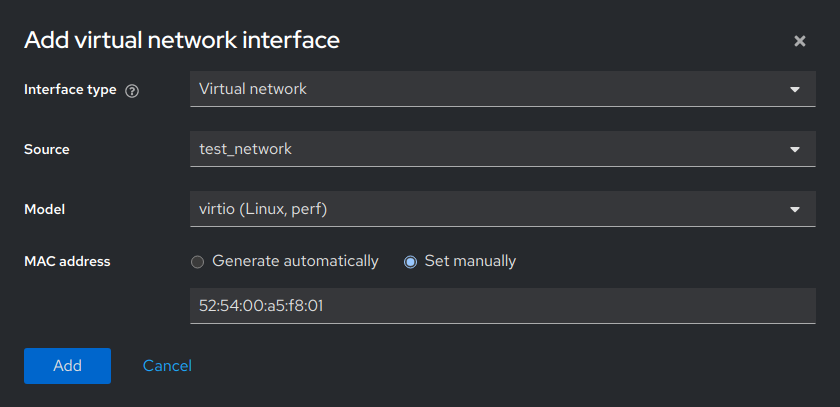 Add virtual network interface
Interface type
Virtual network
Source
test_network
Model
virtio (Linux, perf)
MAC address
Generate automatically
Set manually
52:54:00:a5:f8:01
Add
Cancel